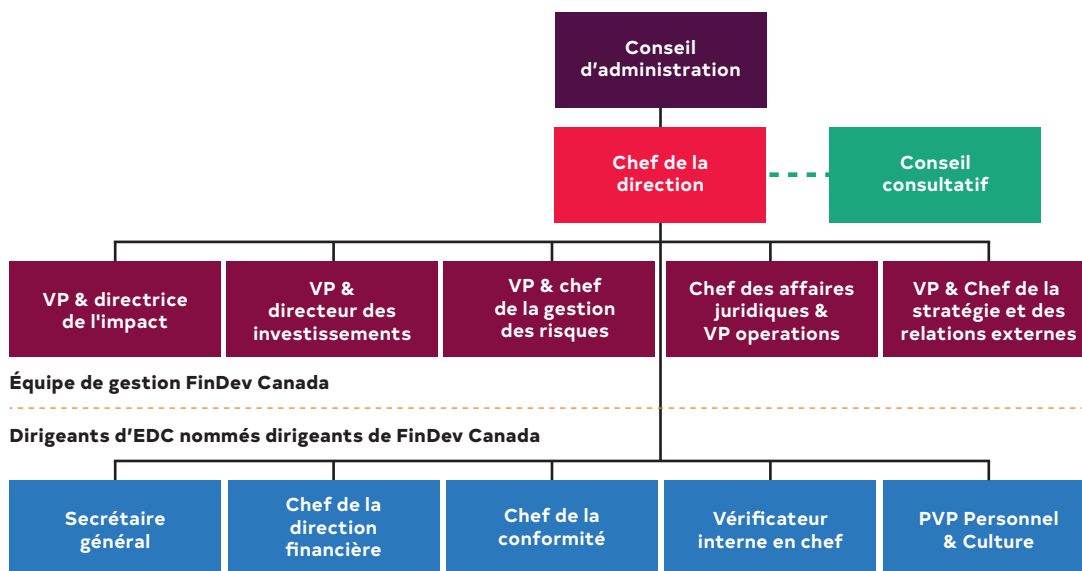 Conseil
d'administration
Chef de la
direction
Conseil
consultatif
VP & directrice
de l'impact
VP &
directeur des
investissements
VP & chef
de la gestion
des risques
Chef des affaires
juridiques &
VP operations
VP & Chef de la
stratégie et des
relations externes
Équipe de gestion FinDev Canada
Dirigeants d'EDC nommés dirigeants de FinDev Canada
Secrétaire
général
Chef de la
direction
financière
Chef de la
conformité
Vérificateur
interne en chef
PVP Personnel
& Culture